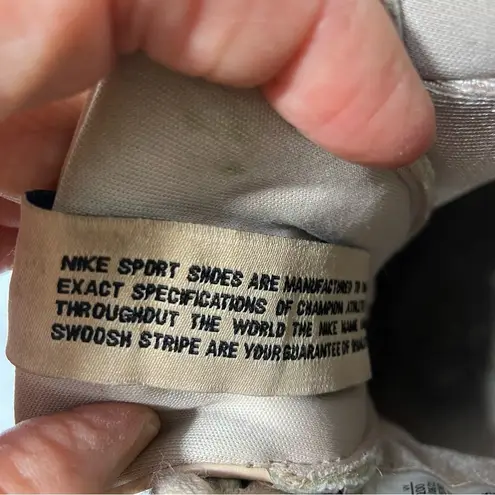 NIKE SPORT SHOES ARE MANUFACTURED TO
EXACT SPECIFICATIONS OF CHAMPION
THROUGHOUT THE WORLD THE NIKE NAME
SWOOSH STRIPE ARE YOUR GUARANTEE OF